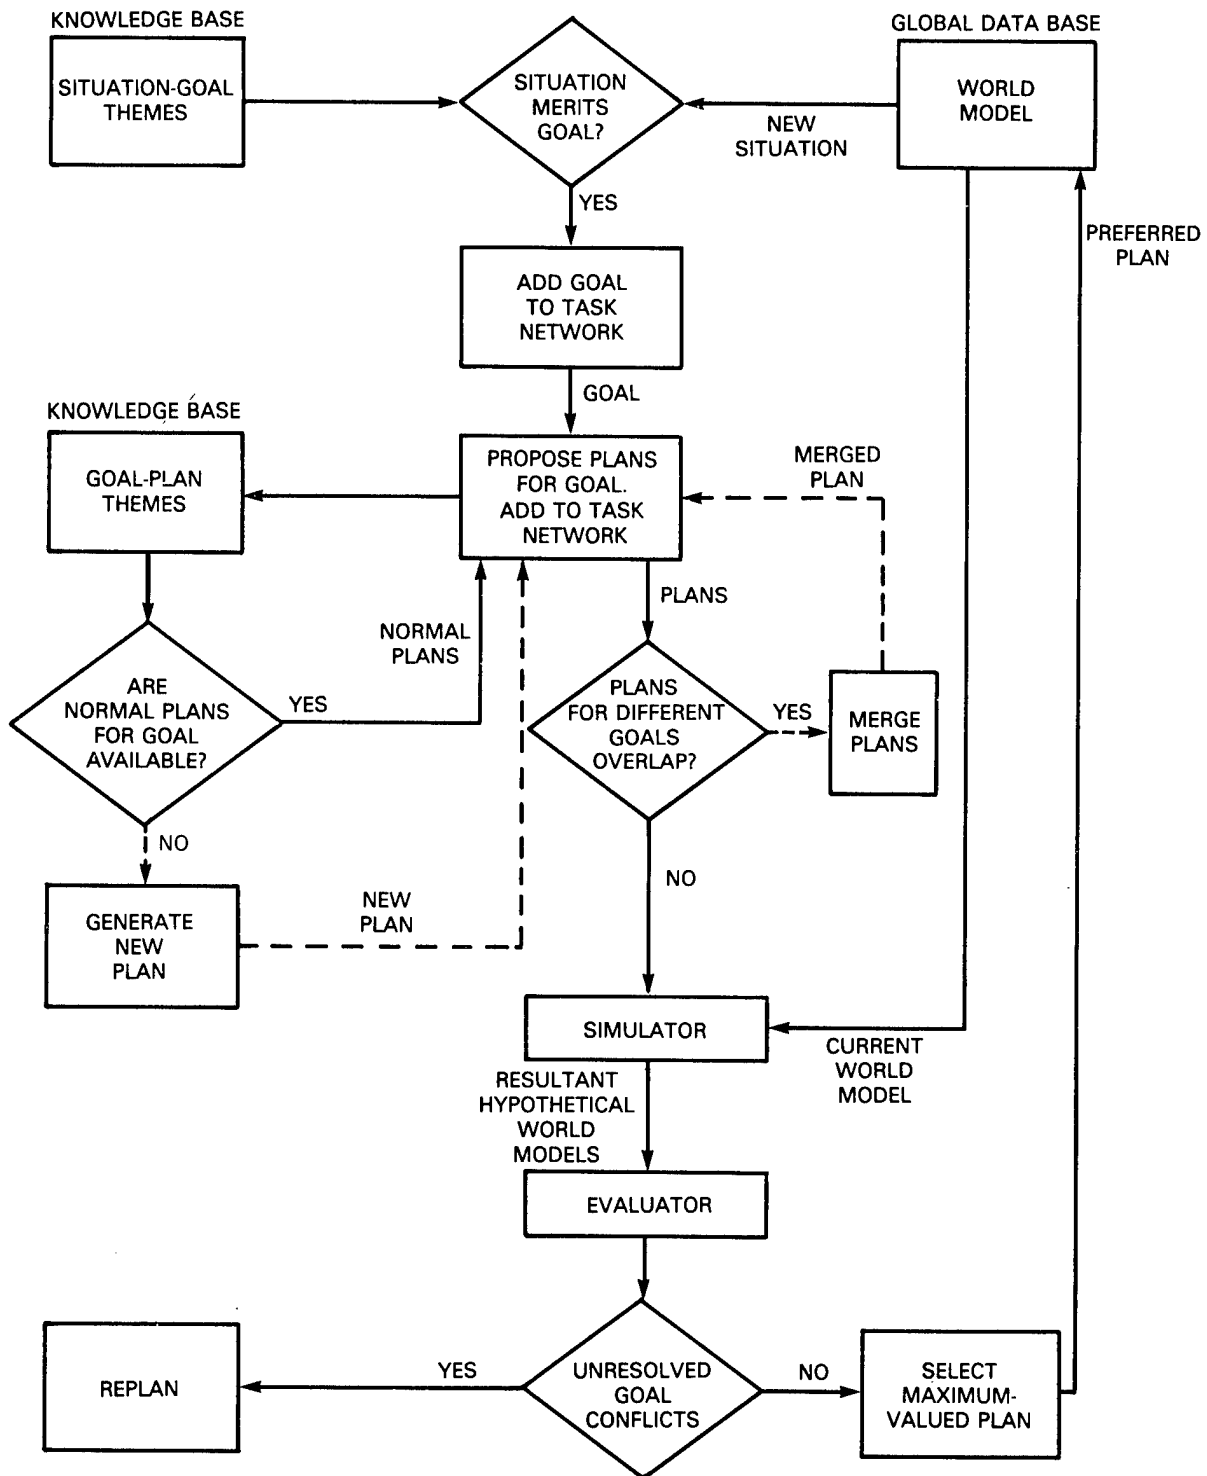 KNOWLEDGE BASE
GLOBAL DATA BASE
SITUATION-GOAL
THEMES
SITUATION
MERITS
GOAL?
NEW
SITUATION
WORLD
MODEL
YES
PREFERRED
PLAN
ADD GOAL
TO TASK
NETWORK
GOAL
KNOWLEDGE BASE
GOAL-PLAN
THEMES
PROPOSE PLANS
FOR GOAL.
ADD TO TASK
NETWORK
MERGED
PLAN
PLANS
NORMAL
PLANS
ARE
NORMAL PLANS
FOR GOAL
AVAILABLE?
YES
PLANS
FOR DIFFERENT
GOALS
OVERLAP?
YES
MERGE
PLANS
NO
NO
GENERATE
NEW
PLAN
NEW
PLAN
SIMULATOR
CURRENT
WORLD
MODEL
RESULTANT
HYPOTHETICAL
WORLD
MODELS
EVALUATOR
REPLAN
YES
UNRESOLVED
GOAL
CONFLICTS
NO
SELECT
MAXIMUM-
VALUED PLAN